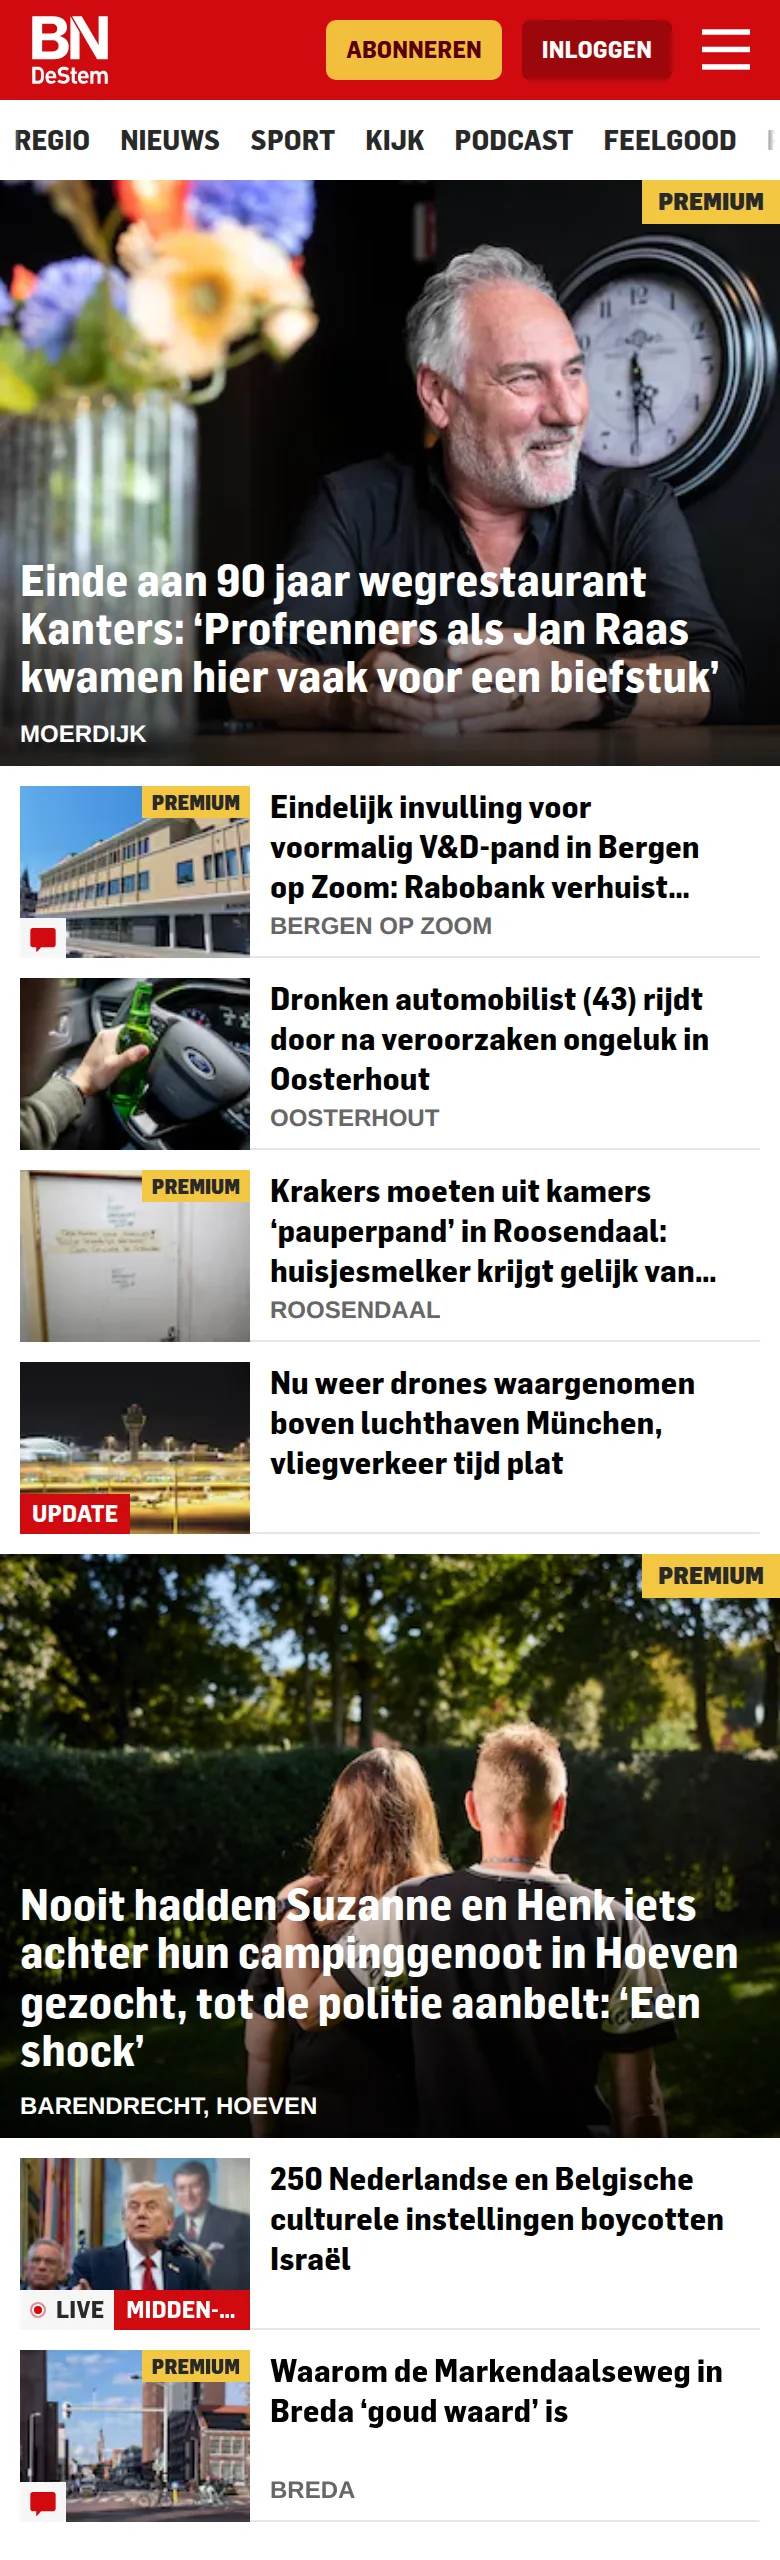 BN
DeStem
ABONNEREN
INLOGGEN
REGIO NIEUWS SPORT KIJK PODCAST FEELGOOD
PREMIUM
Einde aan 90 jaar wegrestaurant
Kanters: ‘Profrenners als Jan Raas
kwamen hier vaak voor een biefstuk’
MOERDIJK
PREMIUM
Eindelijk invulling voor
voormalig V&D-pand in Bergen
op Zoom: Rabobank verhuist...
BERGEN OP ZOOM
Dronken automobilist (43) rijdt
door na veroorzaken ongeluk in
Oosterhout
OOSTERHOUT
PREMIUM
Krakers moeten uit kamers
‘pauperpand’ in Roosendaal:
huisjesmelker krijgt gelijk van...
ROOSENDAAL
UPDATE
Nu weer drones waargenomen
boven luchthaven München,
vliegverkeer tijd plat
PREMIUM
Nooit hadden Suzanne en Henk iets
achter hun campinggenoot in Hoeven
gezocht, tot de politie aanbelt: ‘Een
shock’
BARENDRECHT, HOEVEN
LIVE MIDDEN-...
250 Nederlandse en Belgische
culturele instellingen boycotten
Israël
PREMIUM
Waarom de Markendaalseweg in
Breda ‘goud waard’ is
BREDA